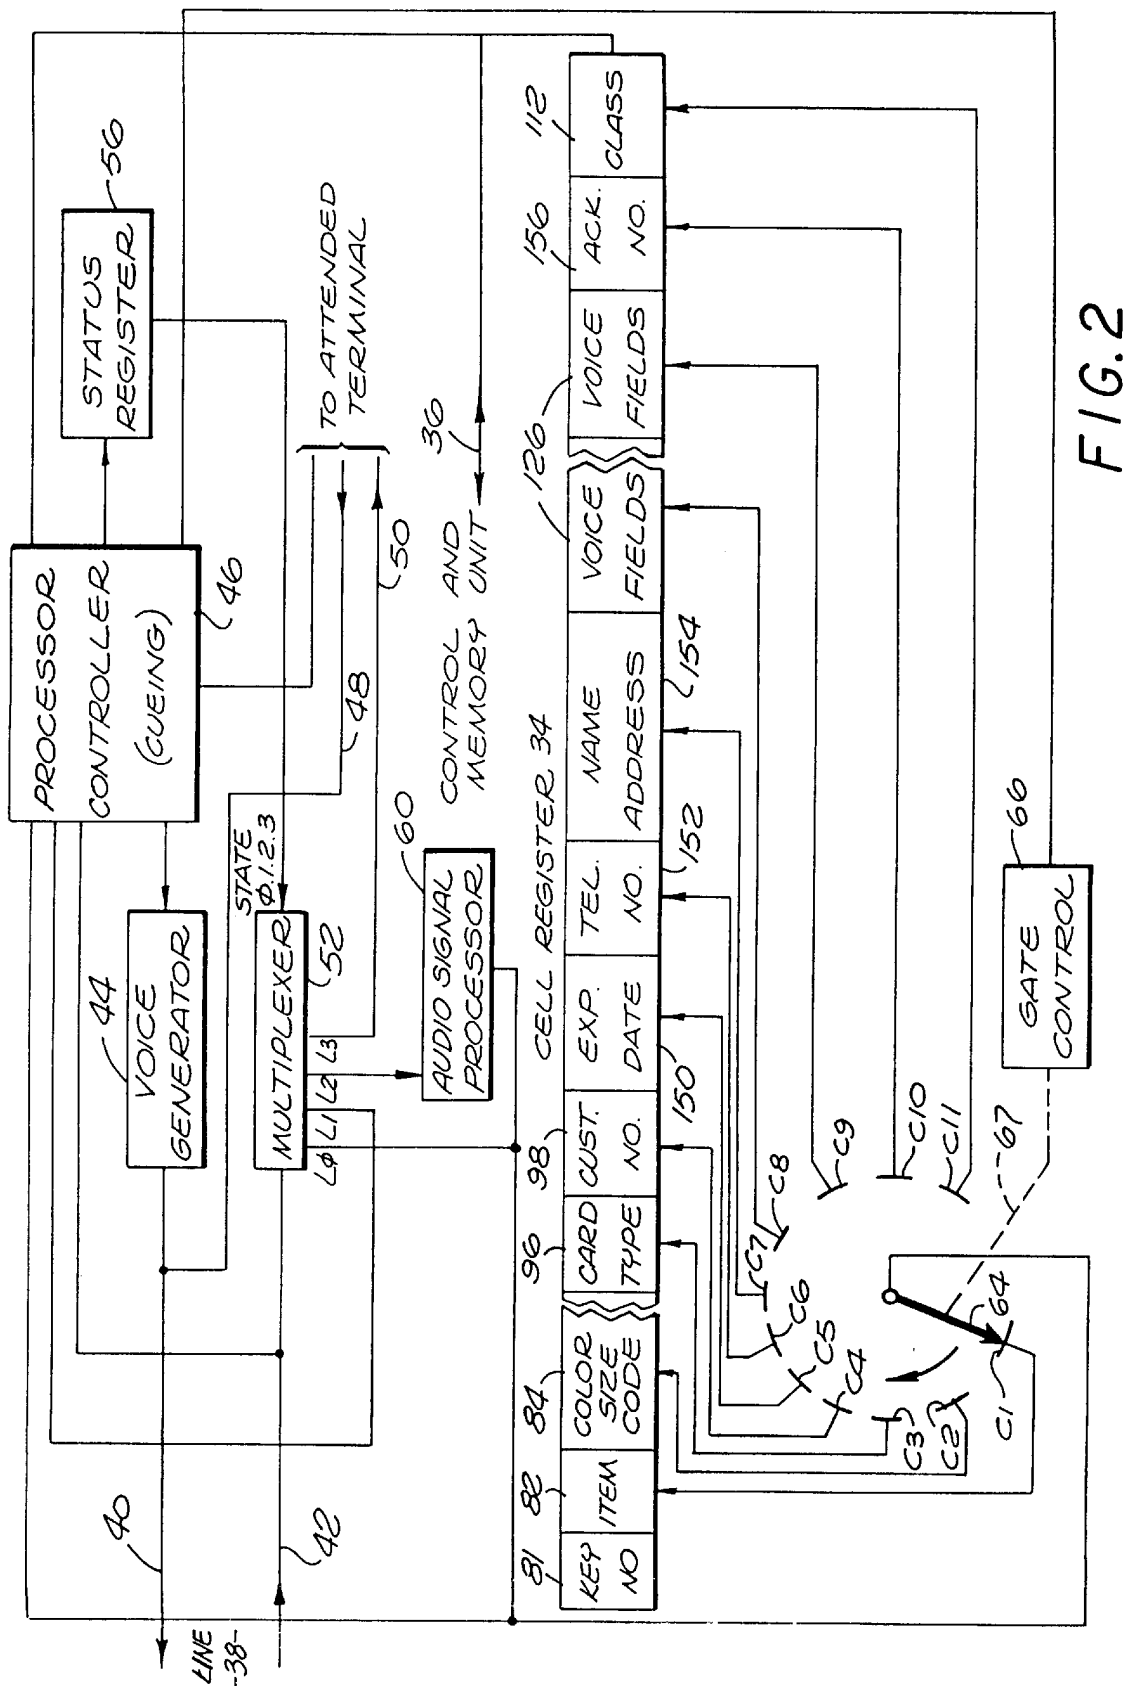 PROCESSOR
CONTROLLER
(CUEING)
46
STATUS
REGISTER
56
VOICE
GENERATOR
44
STATE
Ø.1.2.3
MULTIPLEXER
52
LØ L1 L2 L3
TO ATTENDED
TERMINAL
48
50
40
LINE
-38-
42
AUDIO SIGNAL
PROCESSOR
60
CONTROL AND
MEMORY UNIT
36
CELL REGISTER 34
81
82
84
96
98
126
156
112
KEY
NO
ITEM
COLOR
SIZE
CODE
CARD
TYPE
CUST.
NO.
EXP.
DATE
TEL.
NO.
NAME
ADDRESS
VOICE
FIELDS
VOICE
FIELDS
ACK.
NO.
CLASS
150
152
154
C1
C2
C3
C4
C5
C6
C7
C8
C9
C10
C11
64
67
GATE
CONTROL
66
FIG.2